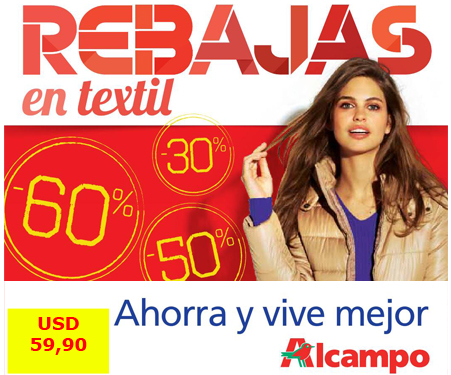 REBAJAS
en textil
-30%
-60%
-50%
Ahorra y vive mejor
USD
59,90
Alcampo